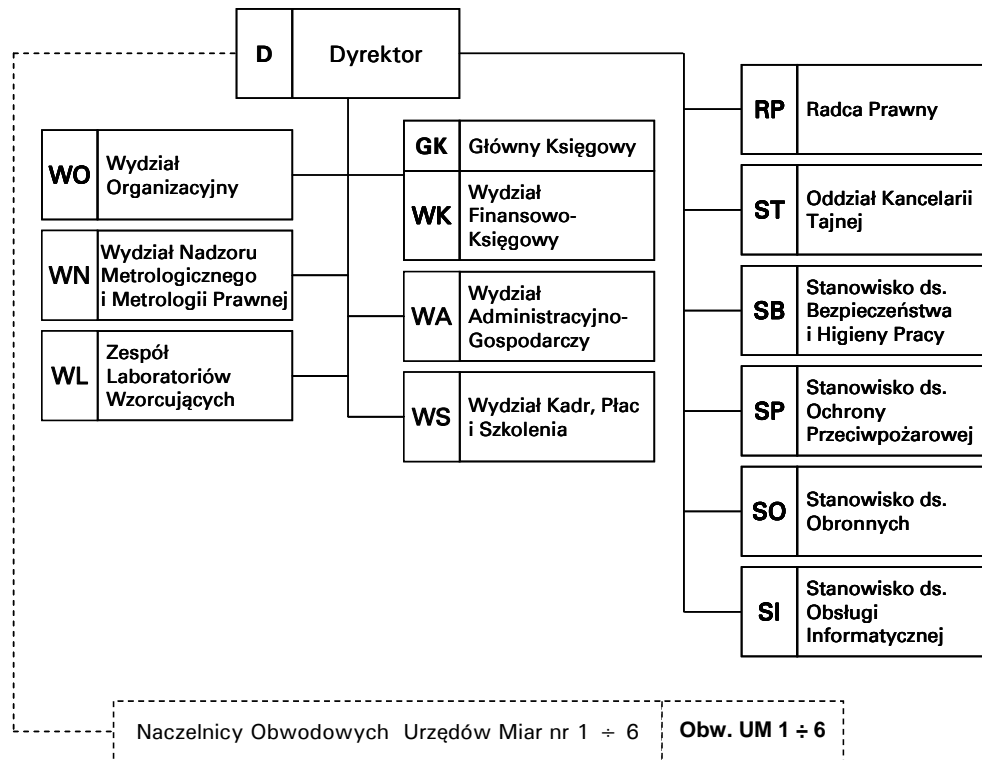 D
Dyrektor
WO
Wydział
Organizacyjny
WN
Wydział Nadzoru
Metrologicznego
i Metrologii Prawnej
WL
Zespół
Laboratoriów
Wzorcujących
GK
Główny Księgowy
WK
Wydział
Finansowo-
Księgowy
WA
Wydział
Administracyjno-
Gospodarczy
WS
Wydział Kadr, Płac
i Szkolenia
RP
Radca Prawny
ST
Oddział Kancelarii
Tajnej
SB
Stanowisko ds.
Bezpieczeństwa
i Higieny Pracy
SP
Stanowisko ds.
Ochrony
Przeciwpożarowej
SO
Stanowisko ds.
Obronnych
SI
Stanowisko ds.
Obsługi
Informatycznej
Naczelnicy Obwodowych Urzędów Miar nr 1 ÷ 6
Obw. UM 1 ÷ 6